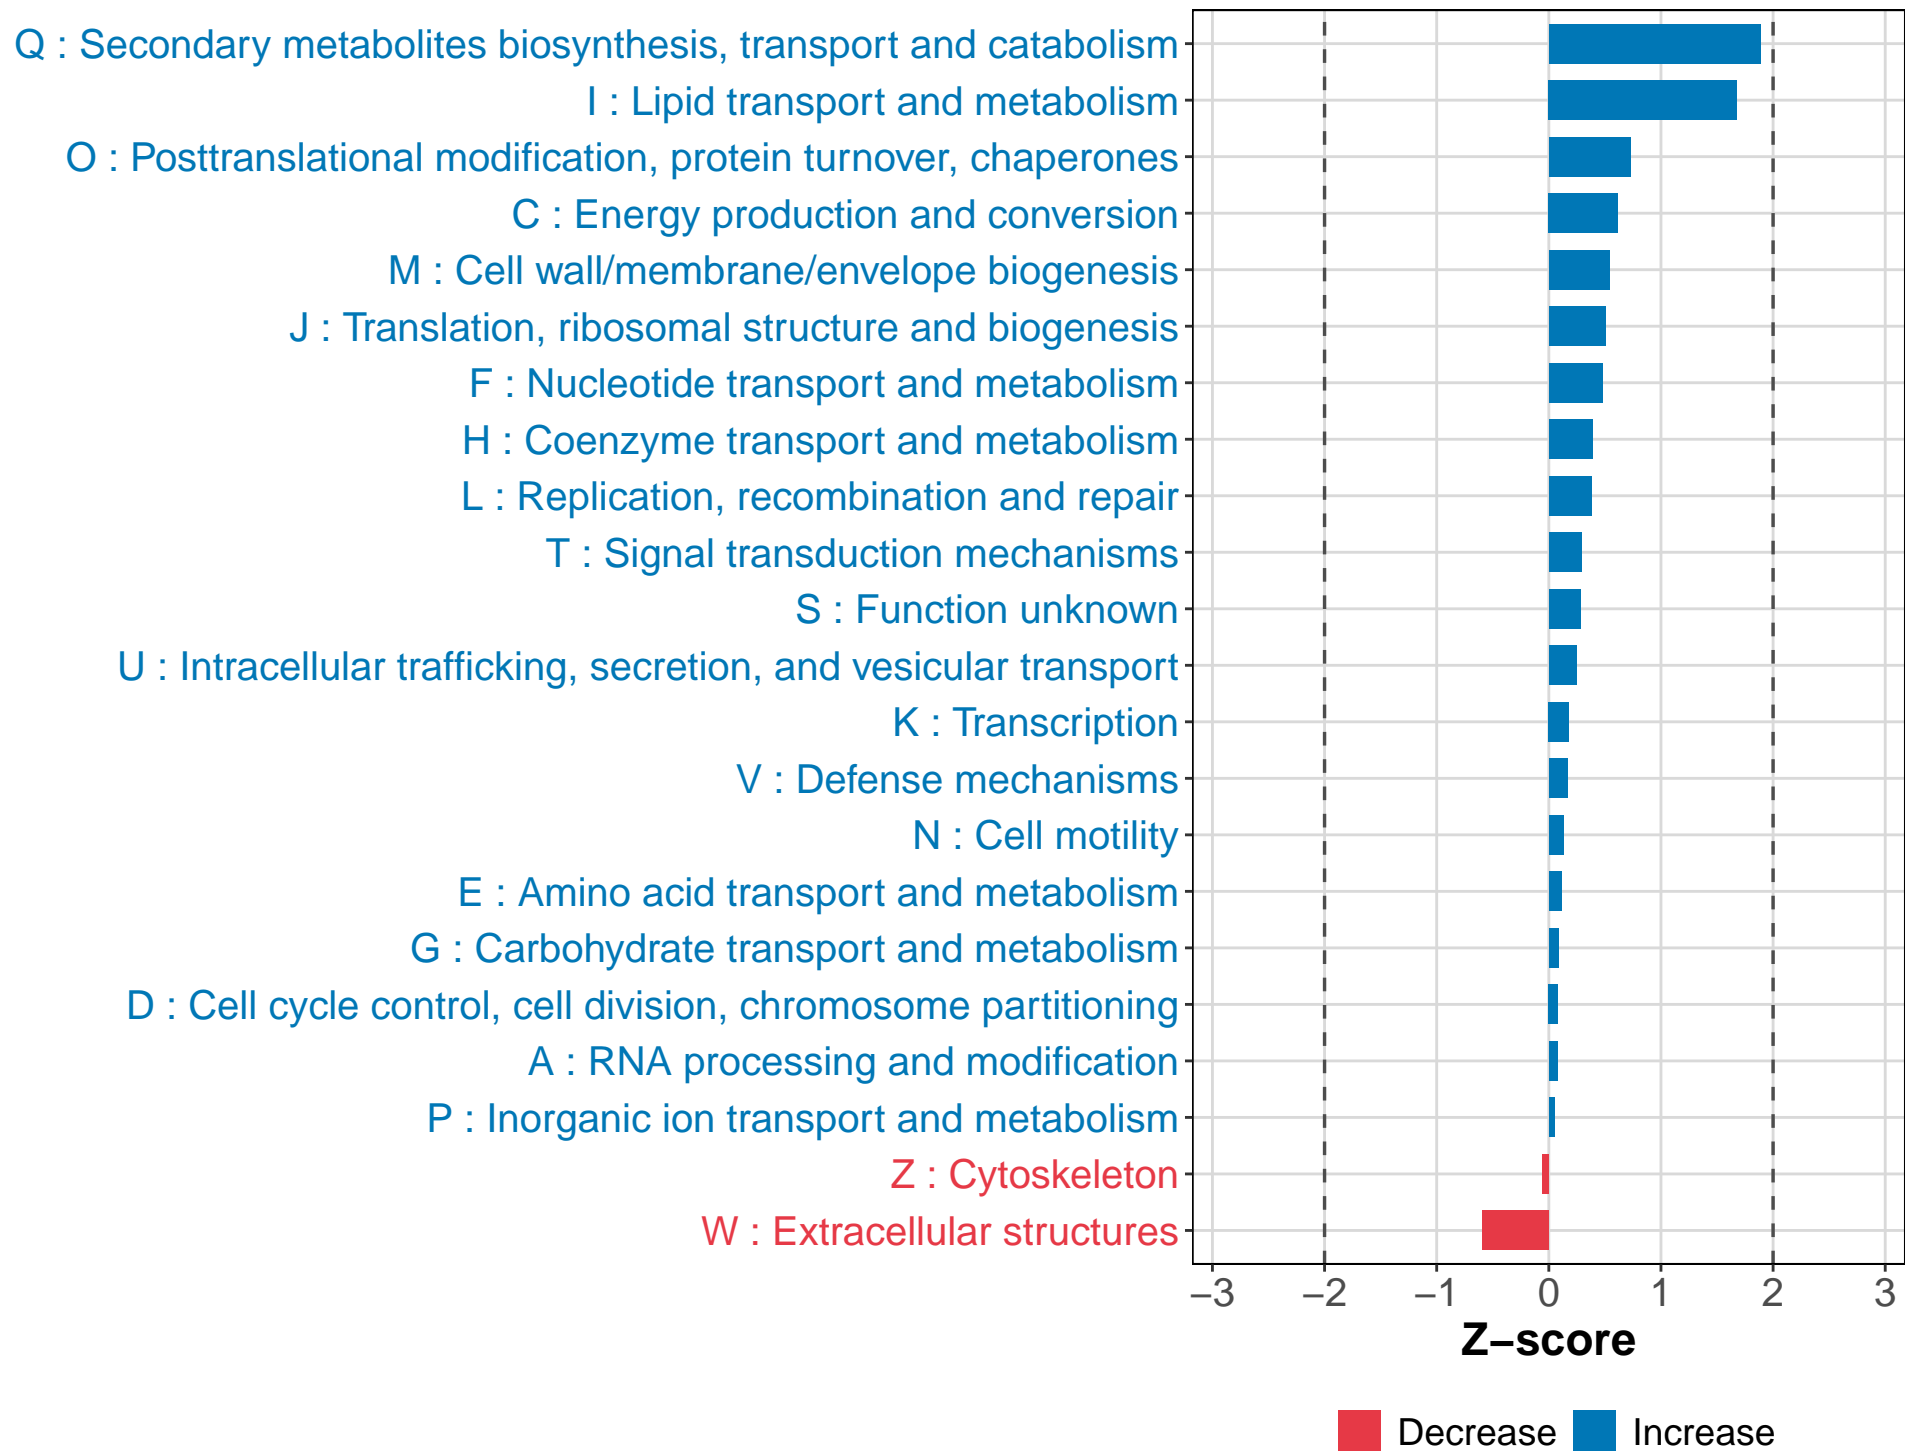 Q : Secondary metabolites biosynthesis, transport and catabolism
I : Lipid transport and metabolism
O : Posttranslational modification, protein turnover, chaperones
C : Energy production and conversion
M : Cell wall/membrane/envelope biogenesis
J : Translation, ribosomal structure and biogenesis
F : Nucleotide transport and metabolism
H : Coenzyme transport and metabolism
L : Replication, recombination and repair
T : Signal transduction mechanisms
S : Function unknown
U : Intracellular trafficking, secretion, and vesicular transport
K : Transcription
V : Defense mechanisms
N : Cell motility
E : Amino acid transport and metabolism
G : Carbohydrate transport and metabolism
D : Cell cycle control, cell division, chromosome partitioning
A : RNA processing and modification
P : Inorganic ion transport and metabolism
Z : Cytoskeleton
W : Extracellular structures
−3 −2 −1 0 1 2 3
Z−score
Decrease Increase